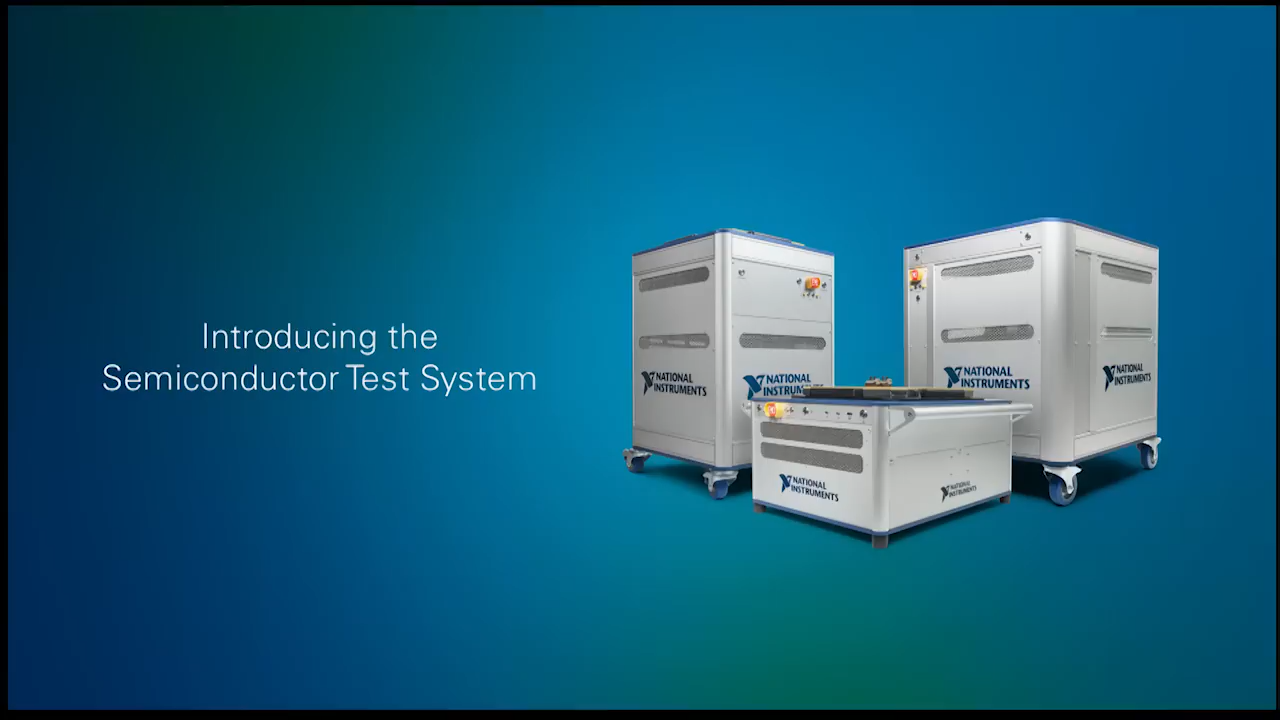 Introducing the
Semiconductor Test System
NATIONAL
INSTRUMENTS
NATIONAL
INSTRUMENTS
NATIONAL
INSTRUMENTS
NATIONAL
INSTRUMENTS
NATIONAL
INSTRUMENTS
NATIONAL
INSTRUMENTS